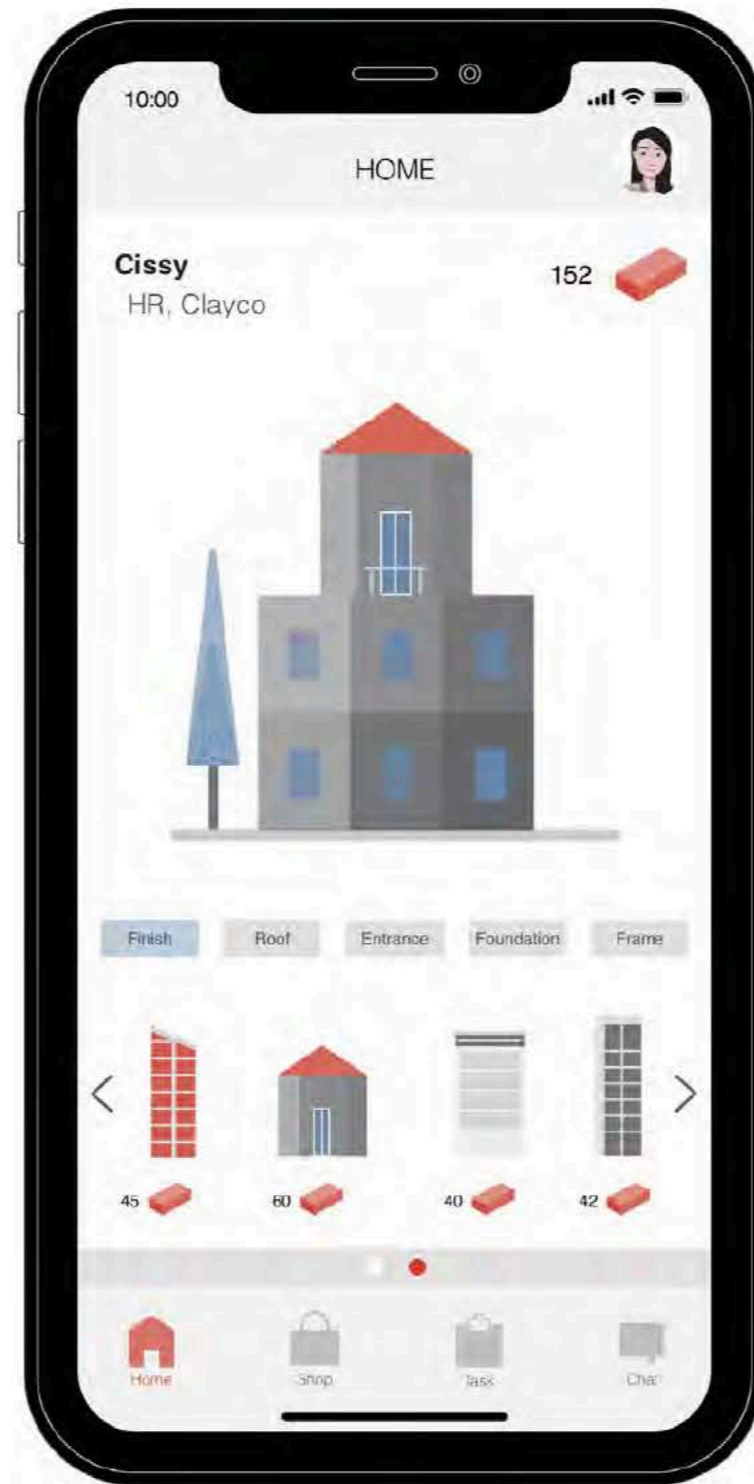 10:00
HOME
Cissy
152
HR, Clayco
Finish Roof Entrance Foundation Frame
45 60 40 42
Home Shop Task Chat